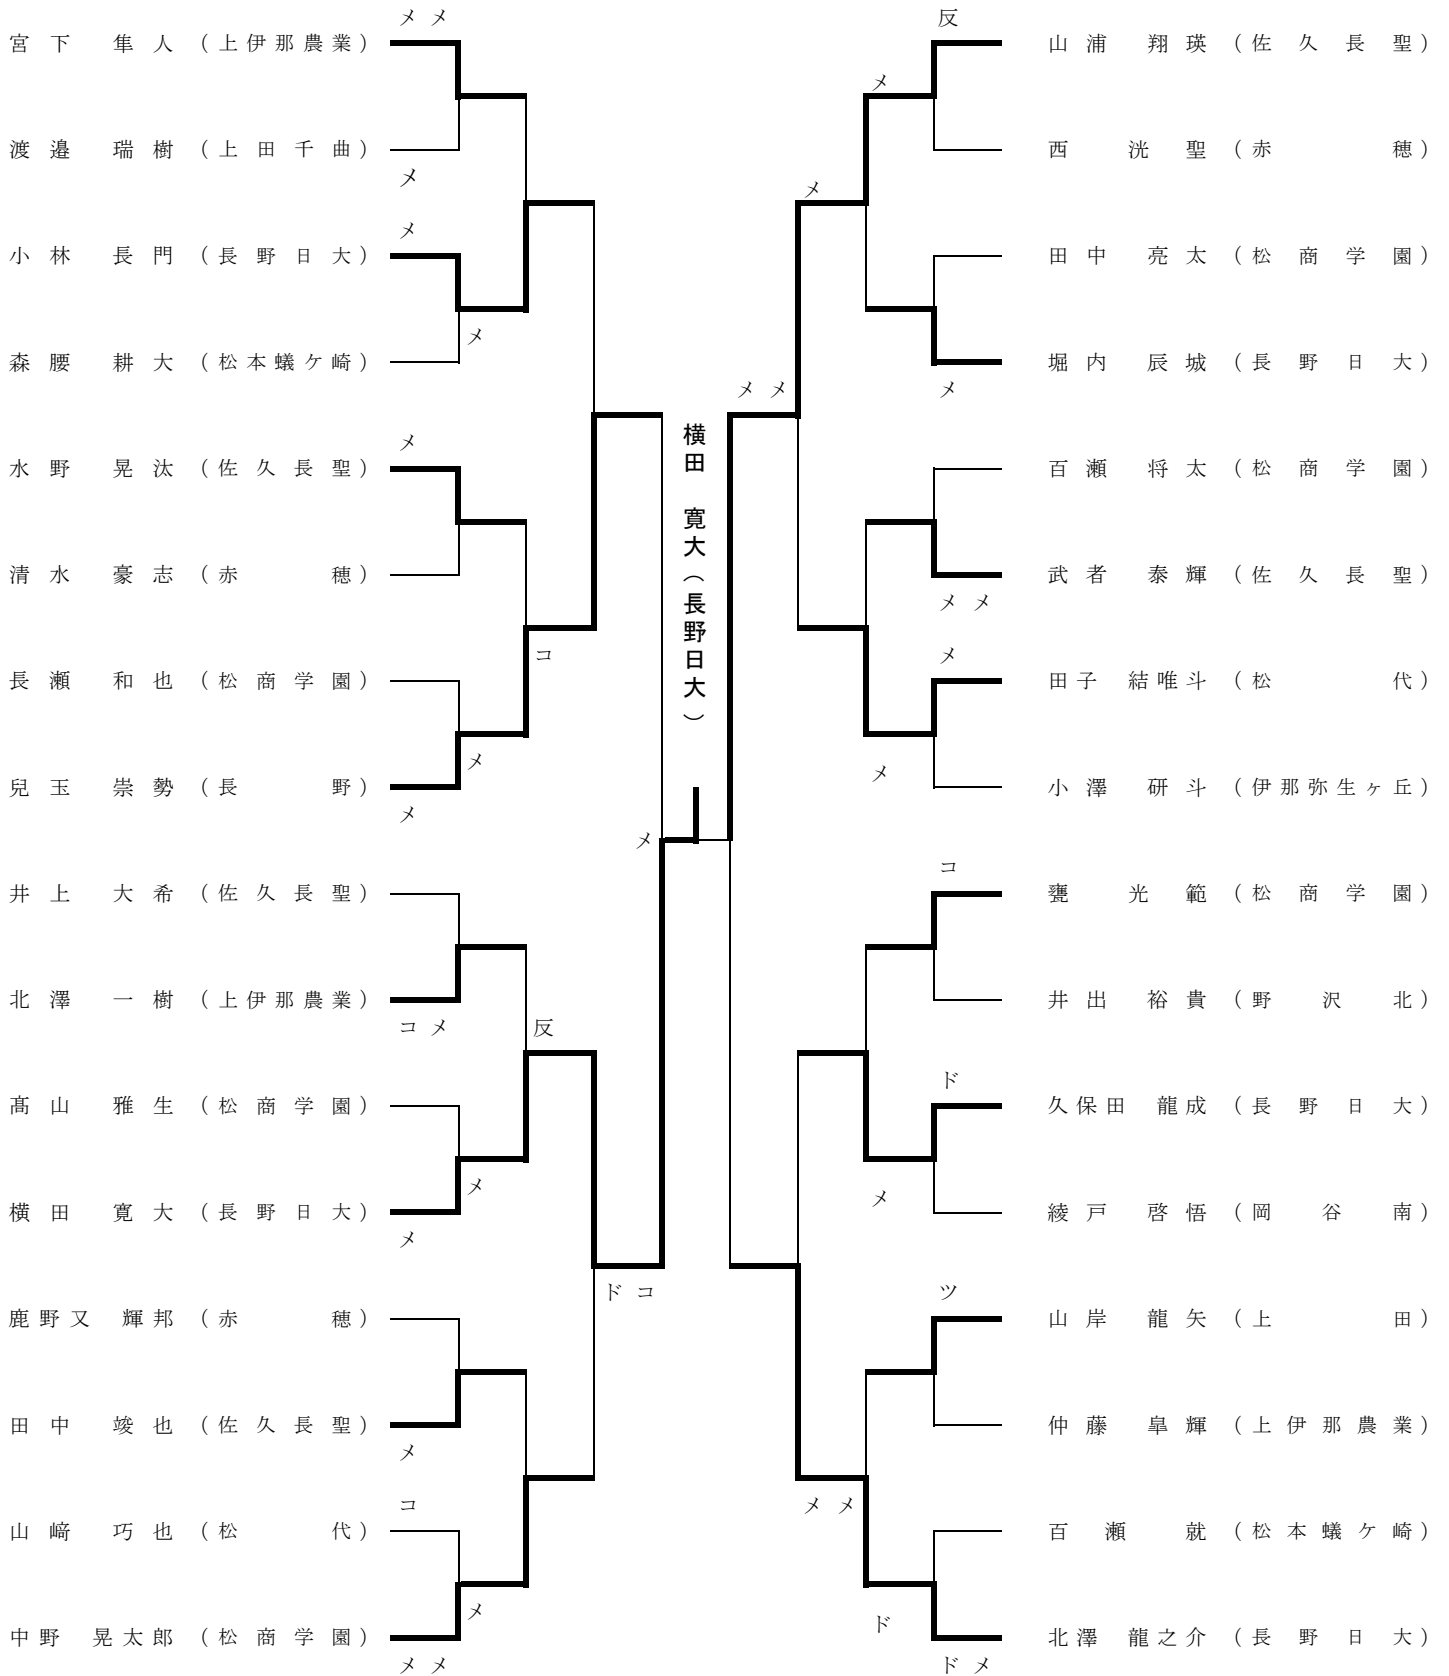 メメ
宮下 隼人 (上伊那農業)
渡邉 瑞樹 (上田千曲)
メ
メ
小林 長門 (長野日大)
メ
森腰 耕大 (松本蟻ケ崎)
メ
水野 晃汰 (佐久長聖)
清水 豪志 (赤穂)
コ
長瀬 和也 (松商学園)
メ
兒玉 崇勢 (長野)
メ
井上 大希 (佐久長聖)
北澤 一樹 (上伊那農業)
コメ
反
髙山 雅生 (松商学園)
メ
横田 寛大 (長野日大)
メ
ドコ
鹿野又 輝邦 (赤穂)
田中 竣也 (佐久長聖)
メ
コ
山﨑 巧也 (松代)
メ
中野 晃太郎 (松商学園)
メメ
メ
横田 寛大(長野日大)
メメ
反
山浦 翔瑛 (佐久長聖)
メ
西 洸聖 (赤穂)
メ
田中 亮太 (松商学園)
堀内 辰城 (長野日大)
メ
百瀬 将太 (松商学園)
武者 泰輝 (佐久長聖)
メメ
メ
田子 結唯斗 (松代)
メ
小澤 研斗 (伊那弥生ヶ丘)
コ
甕 光範 (松商学園)
井出 裕貴 (野沢北)
ド
久保田 龍成 (長野日大)
メ
綾戸 啓悟 (岡谷南)
ツ
山岸 龍矢 (上田)
仲藤 皐輝 (上伊那農業)
メメ
百瀬 就 (松本蟻ケ崎)
ド
北澤 龍之介 (長野日大)
ドメ